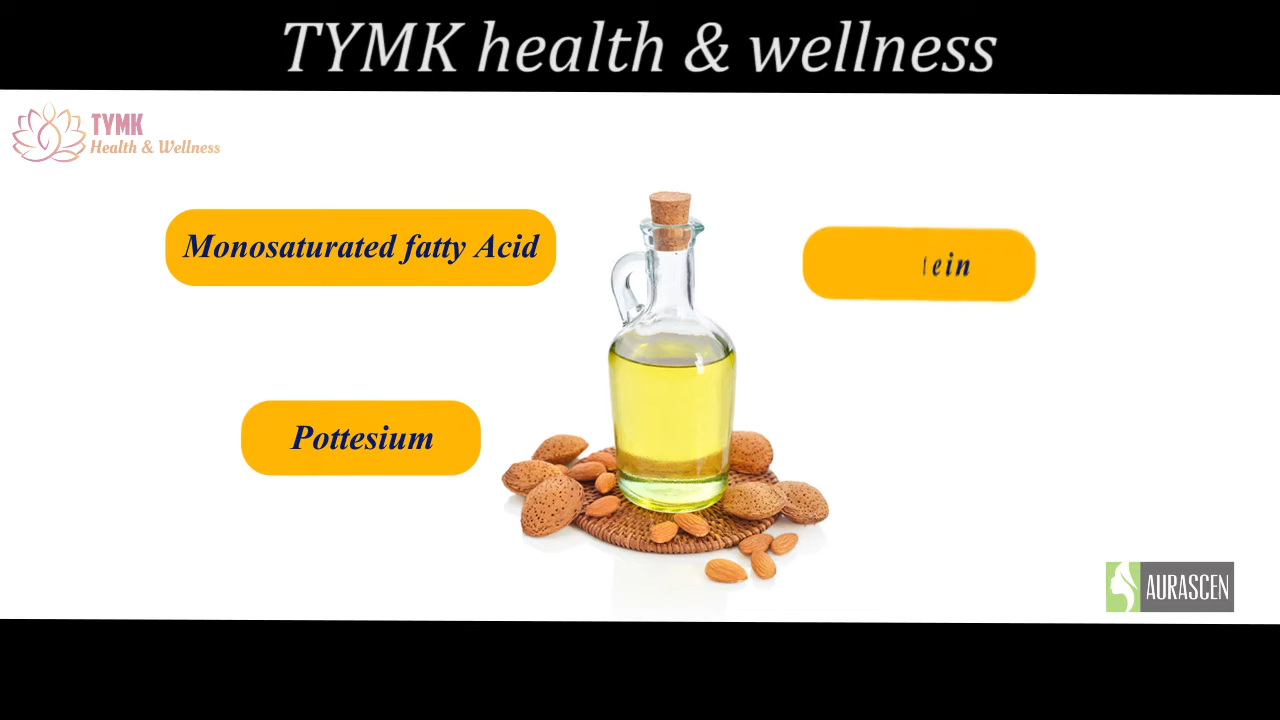 TYMK health & wellness
TYMK
Health & Wellness
Monosaturated fatty Acid
Pottesium
AURASCEN